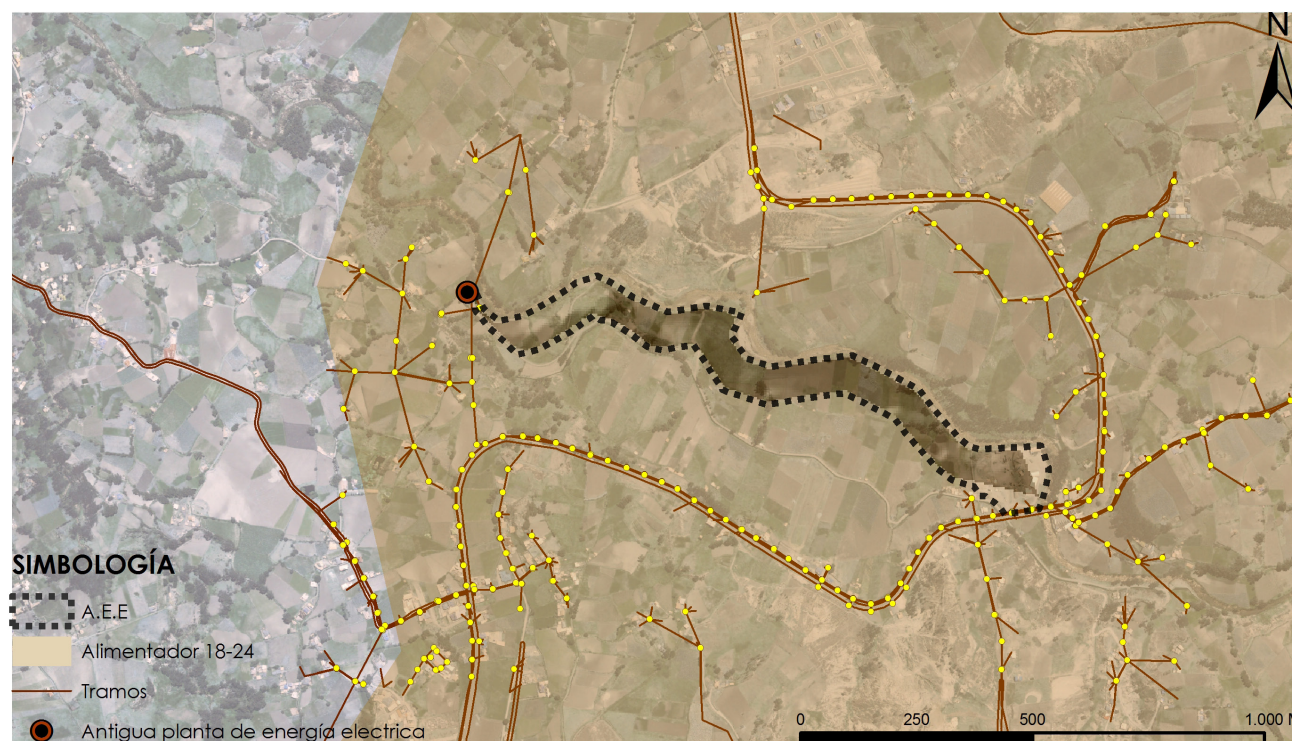 N
SIMBOLOGÍA
A.E.E
Alimentador 18-24
Tramos
Antigua planta de energía electrica
0 250 500 1.000 M